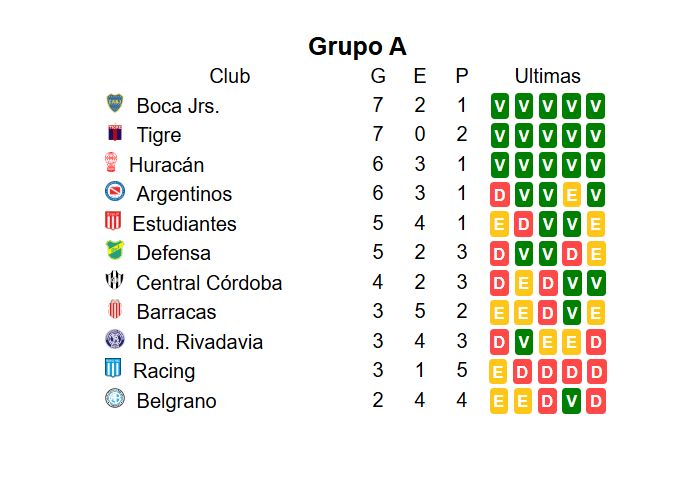 Grupo A
Club G E P Ultimas
Boca Jrs. 7 2 1 V V V V V
Tigre 7 0 2 V V V V V
Huracán 6 3 1 V V V V V
Argentinos 6 3 1 D V V E V
Estudiantes 5 4 1 E D V V E
Defensa 5 2 3 D V V D E
Central Córdoba 4 2 3 D E D V V
Barracas 3 5 2 E E D V E
Ind. Rivadavia 3 4 3 D V E E D
Racing 3 1 5 E D D D D
Belgrano 2 4 4 E E D V D